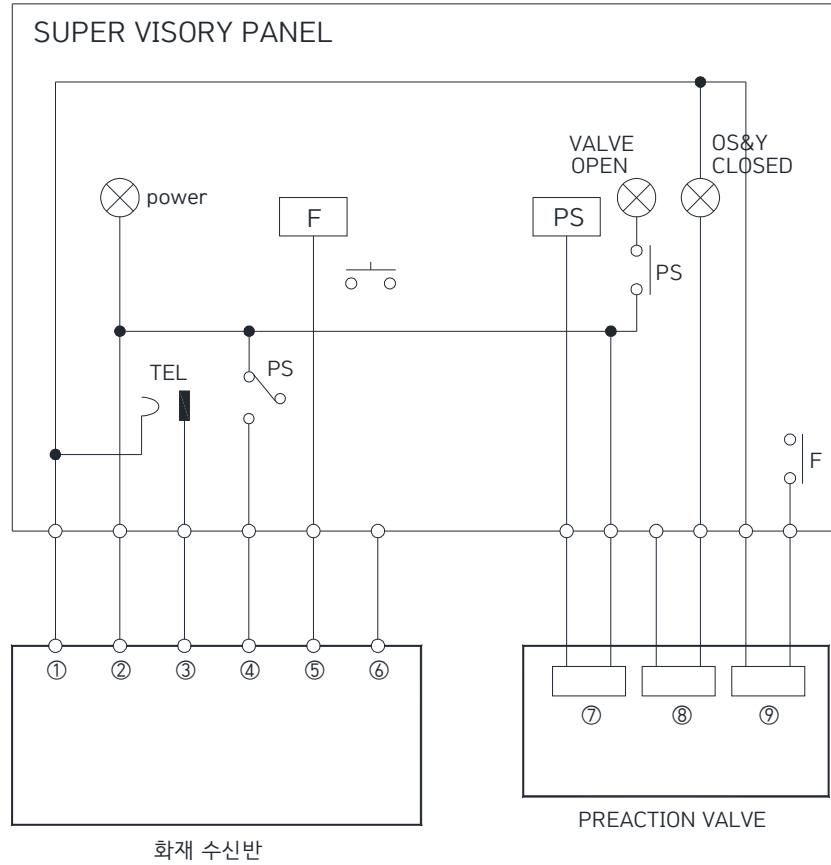 SUPER VISORY PANEL
VALVE
OPEN
OS&Y
CLOSED
power
F
PS
PS
TEL
PS
F
① ② ③ ④ ⑤ ⑥
⑦ ⑧ ⑨
PREACTION VALVE
화재 수신반